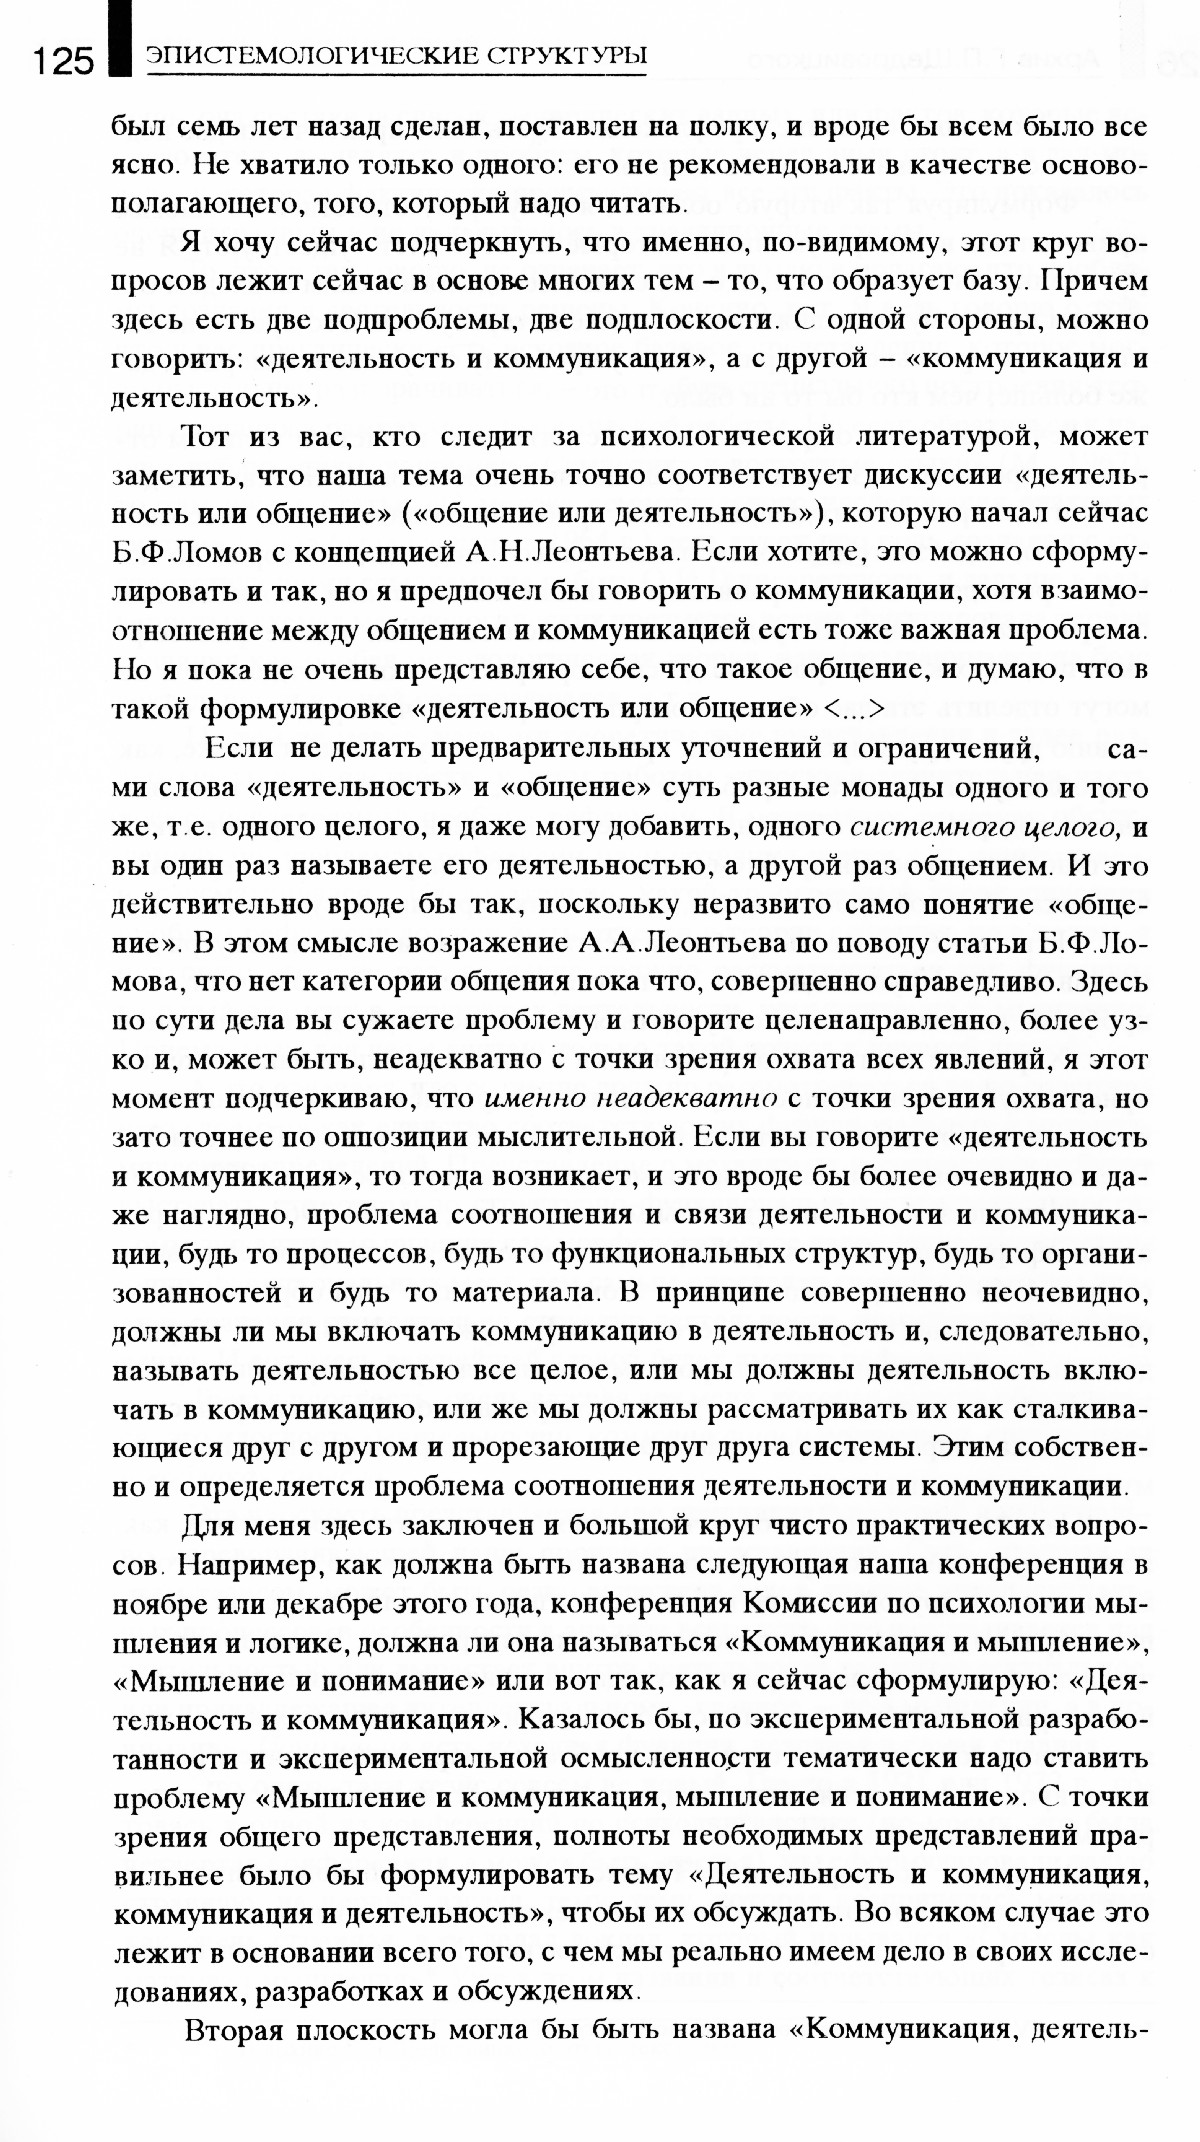 125 ЭПИСТЕМОЛОГИЧЕСКИЕ СТРУКТУРЫ
был семь лет назад сделан, поставлен на полку, и вроде бы всем было все
ясно. Не хватило только одного: его не рекомендовали в качестве осново-
полагающего, того, который надо читать.
Я хочу сейчас подчеркнуть, что именно, по-видимому, этот круг во-
просов лежит сейчас в основе многих тем – то, что образует базу. Причем
здесь есть две подпроблемы, две подплоскости. С одной стороны, можно
говорить: «деятельность и коммуникация», а с другой – «коммуникация и
деятельность».
Тот из вас, кто следит за психологической литературой, может
заметить, что наша тема очень точно соответствует дискуссии «деятель-
ность или общение» («общение или деятельность»), которую начал сейчас
Б.Ф.Ломов с концепцией А.Н.Леонтьева. Если хотите, это можно сформу-
лировать и так, но я предпочел бы говорить о коммуникации, хотя взаимо-
отношение между общением и коммуникацией есть тоже важная проблема.
Но я пока не очень представляю себе, что такое общение, и думаю, что в
такой формулировке «деятельность или общение» <...>
Если не делать предварительных уточнений и ограничений, са-
ми слова «деятельность» и «общение» суть разные монады одного и того
же, т.е. одного целого, я даже могу добавить, одного системного целого, и
вы один раз называете его деятельностью, а другой раз общением. И это
действительно вроде бы так, поскольку неразвито само понятие «обще-
ние». В этом смысле возражение А.А.Леонтьева по поводу статьи Б.Ф.Ло-
мова, что нет категории общения пока что, совершенно справедливо. Здесь
по сути дела вы сужаете проблему и говорите целенаправленно, более уз-
ко и, может быть, неадекватно с точки зрения охвата всех явлений, я этот
момент подчеркиваю, что именно неадекватно с точки зрения охвата, но
зато точнее по оппозиции мыслительной. Если вы говорите «деятельность
и коммуникация», то тогда возникает, и это вроде бы более очевидно и да-
же наглядно, проблема соотношения и связи деятельности и коммуника-
ции, будь то процессов, будь то функциональных структур, будь то органи-
зованностей и будь то материала. В принципе совершенно неочевидно,
должны ли мы включать коммуникацию в деятельность и, следовательно,
называть деятельностью все целое, или мы должны деятельность вклю-
чать в коммуникацию, или же мы должны рассматривать их как сталкива-
ющиеся друг с другом и прорезающие друг друга системы. Этим собствен-
но и определяется проблема соотношения деятельности и коммуникации.
Для меня здесь заключен и большой круг чисто практических вопро-
сов. Например, как должна быть названа следующая наша конференция в
ноябре или декабре этого года, конференция Комиссии по психологии мы-
шления и логике, должна ли она называться «Коммуникация и мышление»,
«Мышление и понимание» или вот так, как я сейчас сформулирую: «Дея-
тельность и коммуникация». Казалось бы, по экспериментальной разрабо-
танности и экспериментальной осмысленности тематически надо ставить
проблему «Мышление и коммуникация, мышление и понимание». С точки
зрения общего представления, полноты необходимых представлений пра-
вильнее было бы формулировать тему «Деятельность и коммуникация,
коммуникация и деятельность», чтобы их обсуждать. Во всяком случае это
лежит в основании всего того, с чем мы реально имеем дело в своих иссле-
дованиях, разработках и обсуждениях.
Вторая плоскость могла бы быть названа «Коммуникация, деятель-